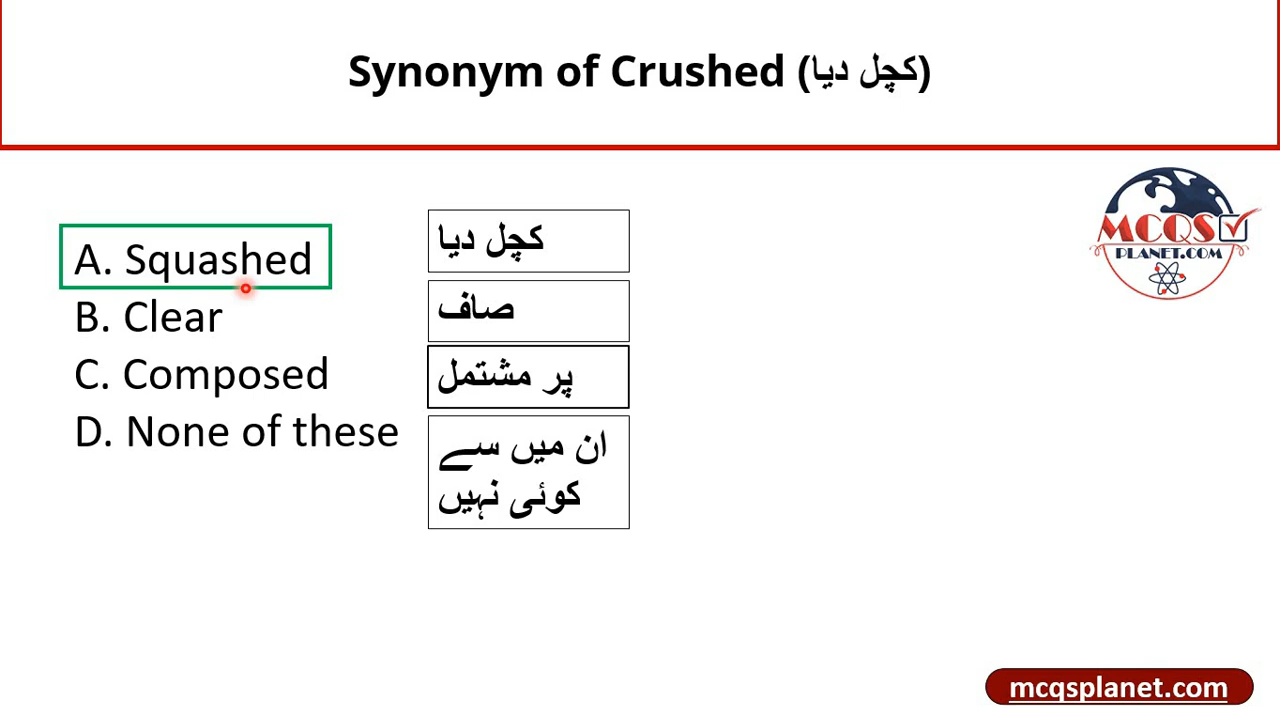 Synonym of Crushed (کچل دیا)
A. Squashed
کچل دیا
B. Clear
صاف
C. Composed
پر مشتمل
D. None of these
ان میں سے
کوئی نہیں
MCQS
PLANET.COM
mcqsplanet.com